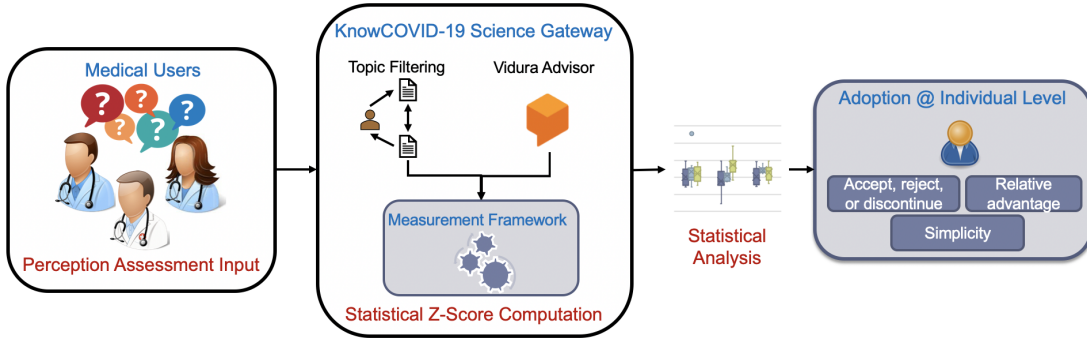 Medical Users
? ? ? ? ?
Perception Assessment Input
KnowCOVID-19 Science Gateway
Topic Filtering
Vidura Advisor
Measurement Framework
Statistical Z-Score Computation
Statistical
Analysis
Adoption @ Individual Level
Accept, reject,
or discontinue
Relative
advantage
Simplicity